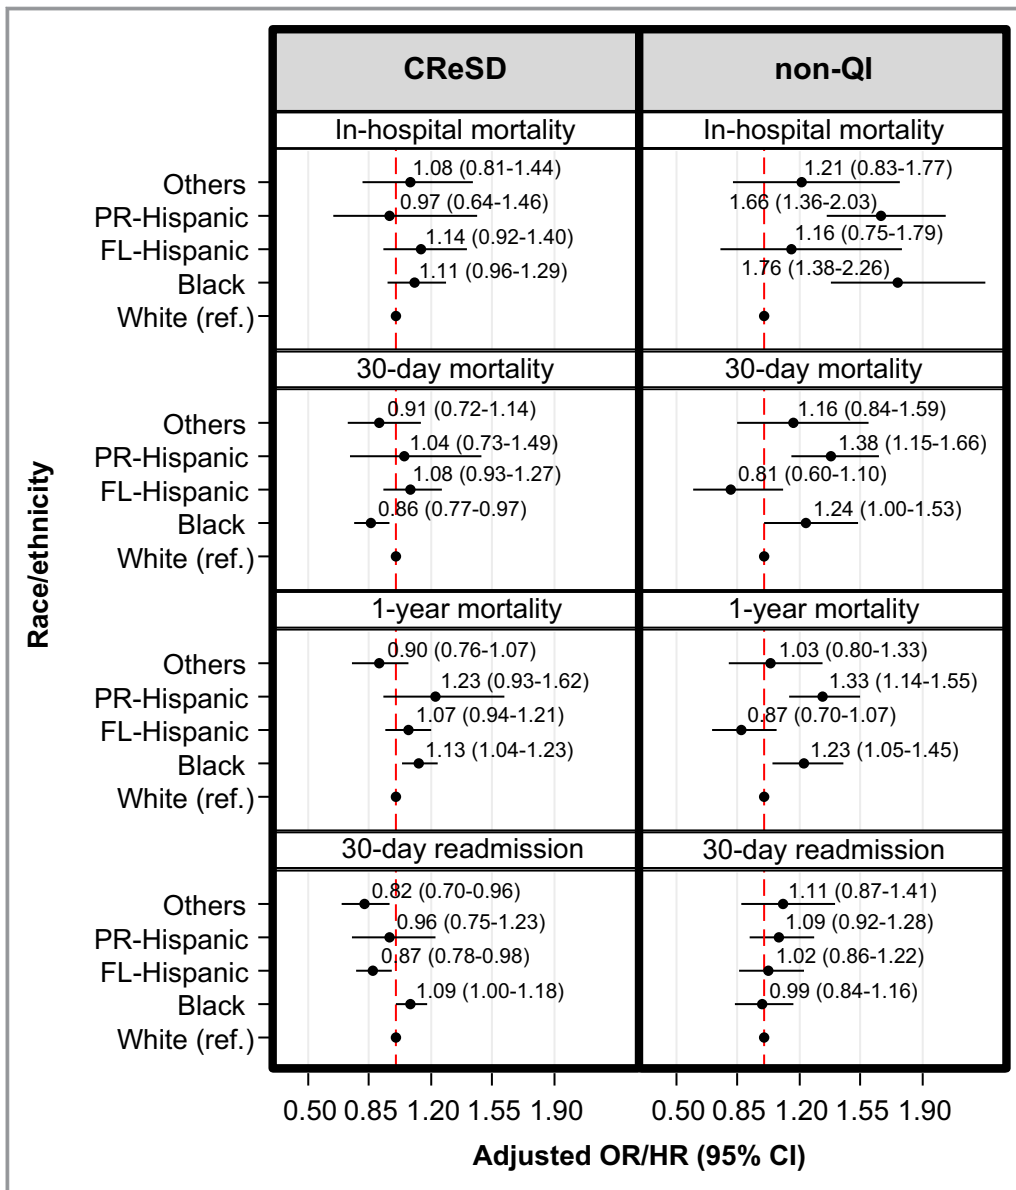 CReSD non-QI
In-hospital mortality In-hospital mortality
Others 1.08 (0.81-1.44) 1.21 (0.83-1.77)
PR-Hispanic 0.97 (0.64-1.46) 1.66 (1.36-2.03)
FL-Hispanic 1.14 (0.92-1.40) 1.16 (0.75-1.79)
Black 1.11 (0.96-1.29) 1.76 (1.38-2.26)
White (ref.)
30-day mortality 30-day mortality
Others 0.91 (0.72-1.14) 1.16 (0.84-1.59)
PR-Hispanic 1.04 (0.73-1.49) 1.38 (1.15-1.66)
FL-Hispanic 1.08 (0.93-1.27) 0.81 (0.60-1.10)
Black 0.86 (0.77-0.97) 1.24 (1.00-1.53)
White (ref.)
Race/ethnicity
1-year mortality 1-year mortality
Others 0.90 (0.76-1.07) 1.03 (0.80-1.33)
PR-Hispanic 1.23 (0.93-1.62) 1.33 (1.14-1.55)
FL-Hispanic 1.07 (0.94-1.21) 0.87 (0.70-1.07)
Black 1.13 (1.04-1.23) 1.23 (1.05-1.45)
White (ref.)
30-day readmission 30-day readmission
Others 0.82 (0.70-0.96) 1.11 (0.87-1.41)
PR-Hispanic 0.96 (0.75-1.23) 1.09 (0.92-1.28)
FL-Hispanic 0.87 (0.78-0.98) 1.02 (0.86-1.22)
Black 1.09 (1.00-1.18) 0.99 (0.84-1.16)
White (ref.)
0.50 0.85 1.20 1.55 1.90 0.50 0.85 1.20 1.55 1.90
Adjusted OR/HR (95% CI)